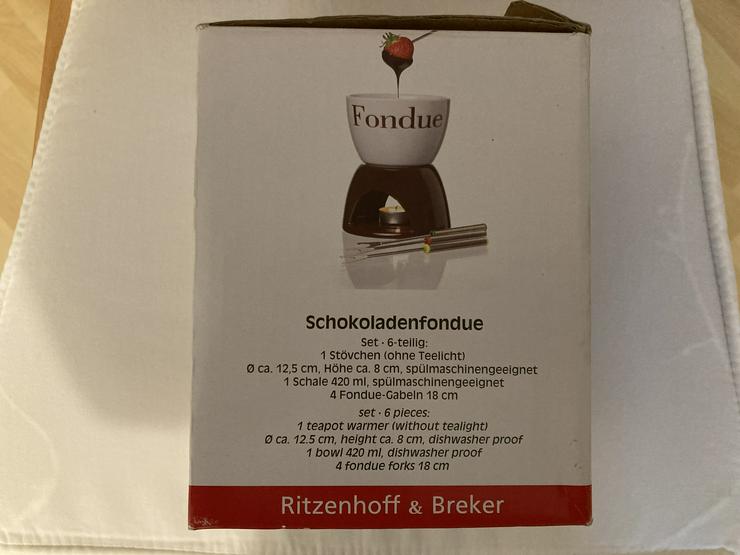 Fondue
Schokoladenfondue
Set · 6-teilig:
1 Stövchen (ohne Teelicht)
Ø ca. 12,5 cm, Höhe ca. 8 cm, spülmaschinengeeignet
1 Schale 420 ml, spülmaschinengeeignet
4 Fondue-Gabeln 18 cm
set · 6 pieces:
1 teapot warmer (without tealight)
Ø ca. 12.5 cm, height ca. 8 cm, dishwasher proof
1 bowl 420 ml, dishwasher proof
4 fondue forks 18 cm
Ritzenhoff & Breker